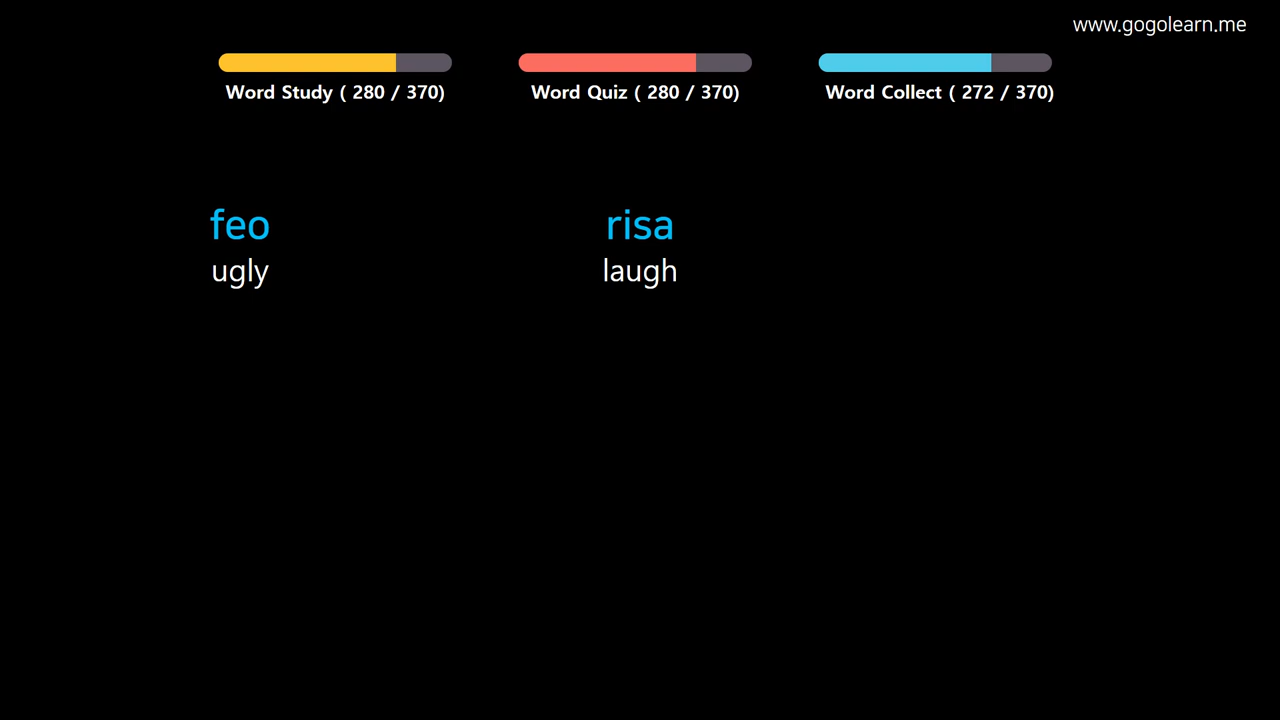 www.gogolearn.me
Word Study ( 280 / 370)
Word Quiz ( 280 / 370)
Word Collect ( 272 / 370)
feo
ugly
risa
laugh